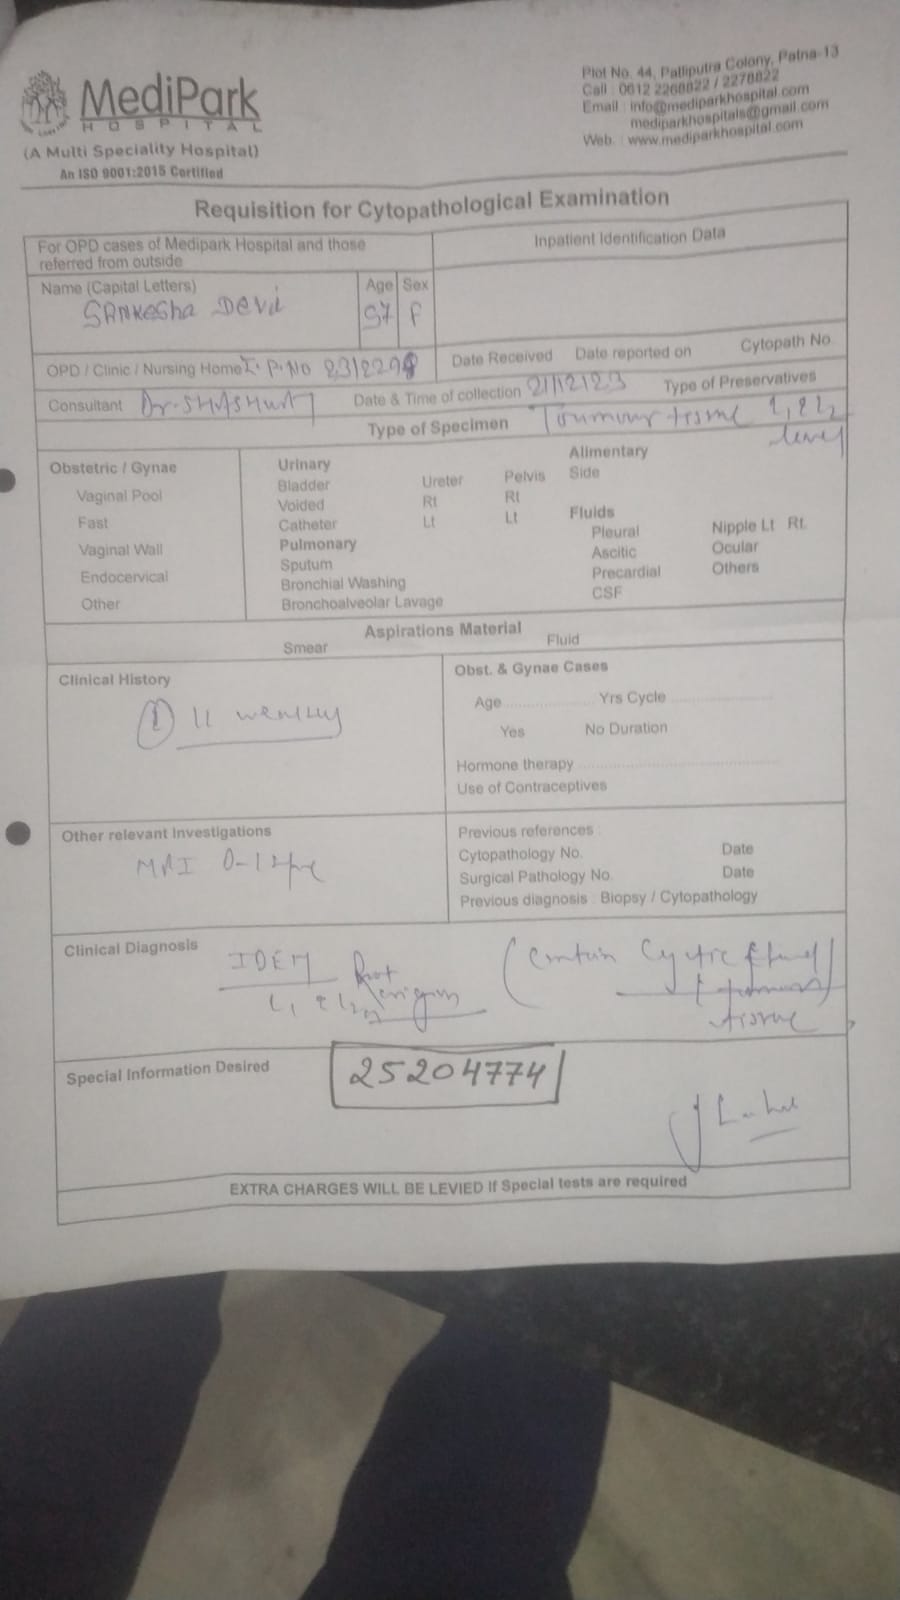 MediPark
HOSPITAL
(A Multi Speciality Hospital)
An ISO 9001:2015 Certified
Plot No. 44, Patliputra Colony, Patna-13
Call : 0612 2268822 / 2278822
Email : info@mediparkhospital.com
mediparkhospitals@gmail.com
Web. : www.mediparkhospital.com
Requisition for Cytopathological Examination
For OPD cases of Medipark Hospital and those
referred from outside
Inpatient Identification Data
Name (Capital Letters) Age Sex
SANKesha Devi F
OPD / Clinic / Nursing Home I.P.No
Date Received Date reported on Cytopath No.
Consultant Date & Time of collection Type of Preservatives
Type of Specimen Toumour tissue
level
Obstetric / Gynae
Vaginal Pool
Fast
Vaginal Wall
Endocervical
Other
Urinary
Bladder Ureter Pelvis
Voided Rt Rt
Catheter Lt Lt
Pulmonary
Sputum
Bronchial Washing
Bronchoalveolar Lavage
Alimentary
Side
Fluids
Pleural Nipple Lt Rt.
Ascitic Ocular
Precardial Others
CSF
Aspirations Material
Smear Fluid
Clinical History
Obst. & Gynae Cases
Age Yrs Cycle
Yes No Duration
Hormone therapy
Use of Contraceptives
Other relevant Investigations
MRI
Previous references :
Cytopathology No. Date
Surgical Pathology No. Date
Previous diagnosis : Biopsy / Cytopathology
Clinical Diagnosis
IDEM
tissue
Special Information Desired
25204774
EXTRA CHARGES WILL BE LEVIED If Special tests are required